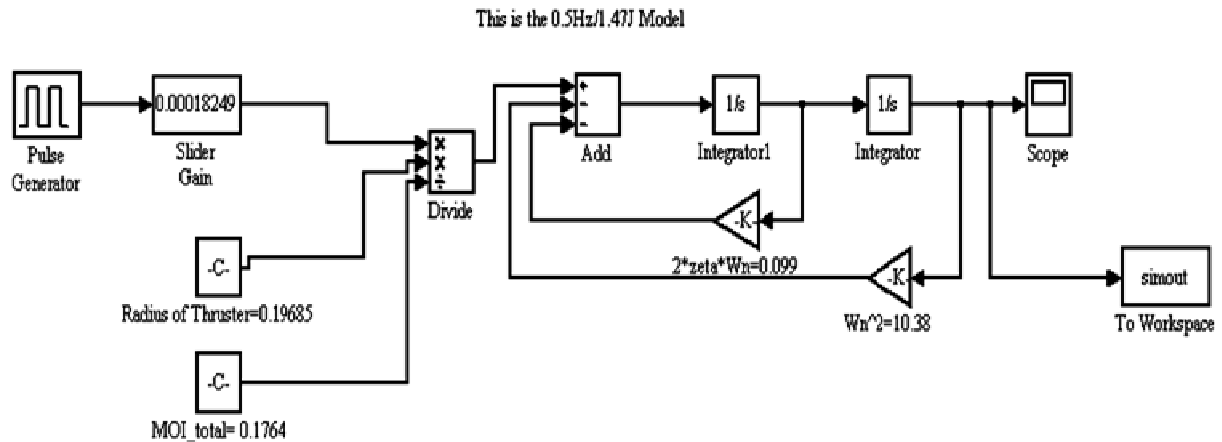 This is the 0.5Hz/1.47J Model
Pulse
Generator
0.00018249
Slider
Gain
×
×
÷
Divide
+
-
-
Add
1/s
Integrator1
1/s
Integrator
Scope
-K-
2*zeta*Wn=0.099
-K-
Wn^2=10.38
simout
To Workspace
-C-
Radius of Thruster=0.19685
-C-
MOI_total= 0.1764